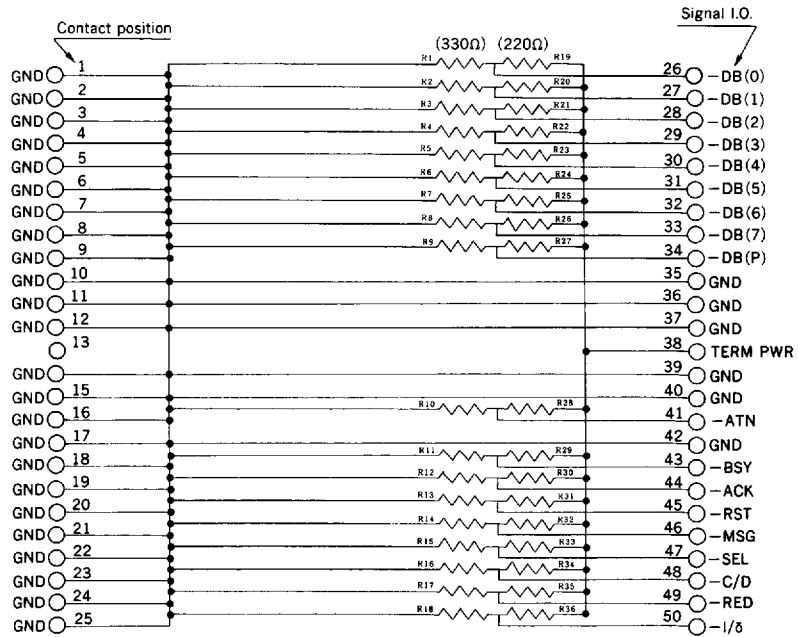 Contact position
Signal I.O.
(330Ω) (220Ω)
GND 1 R1 R19 26 -DB(0)
GND 2 R2 R20 27 -DB(1)
GND 3 R3 R21 28 -DB(2)
GND 4 R4 R22 29 -DB(3)
GND 5 R5 R23 30 -DB(4)
GND 6 R6 R24 31 -DB(5)
GND 7 R7 R25 32 -DB(6)
GND 8 R8 R26 33 -DB(7)
GND 9 R9 R27 34 -DB(P)
GND 10 35 GND
GND 11 36 GND
GND 12 37 GND
13 38 TERM PWR
GND 39 GND
GND 15 40 GND
GND 16 R10 R28 41 -ATN
GND 17 42 GND
GND 18 R11 R29 43 -BSY
GND 19 R12 R30 44 -ACK
GND 20 R13 R31 45 -RST
GND 21 R14 R32 46 -MSG
GND 22 R15 R33 47 -SEL
GND 23 R16 R34 48 -C/D
GND 24 R17 R35 49 -RED
GND 25 R18 R36 50 -I/δ